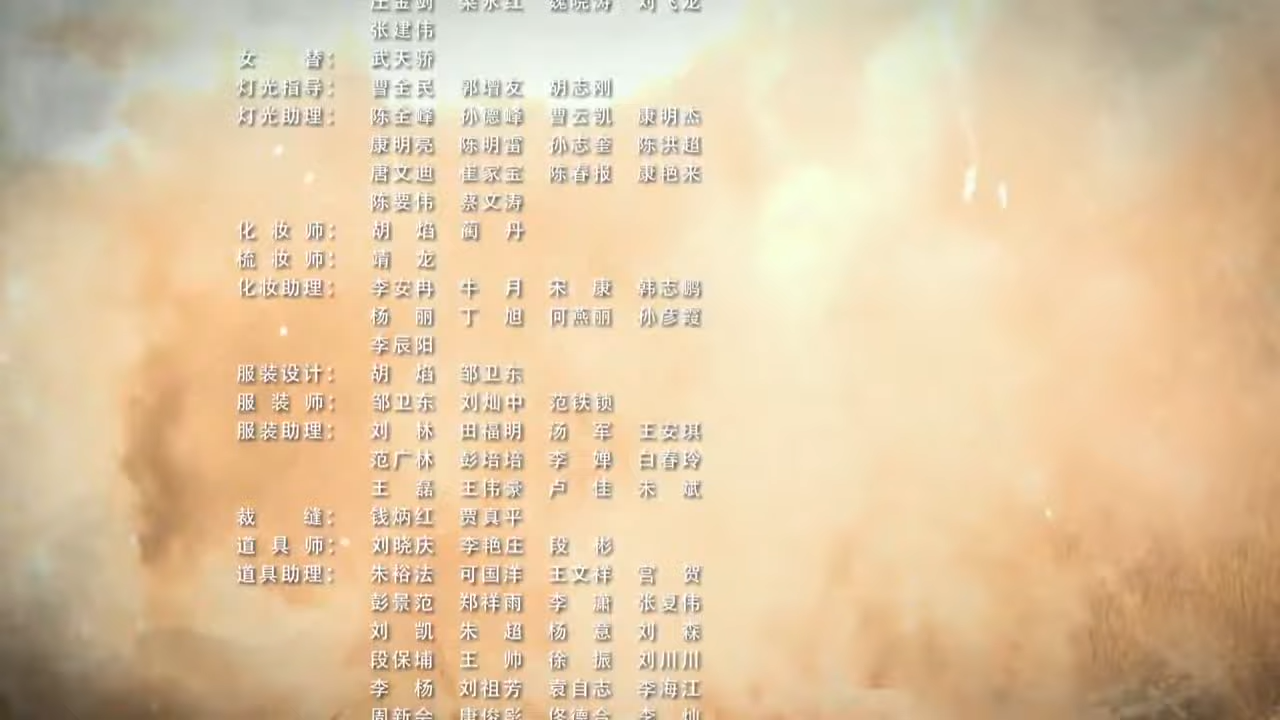 张建伟
女 替： 武天骄
灯光指导： 曹全民 郭增友 胡志刚
灯光助理： 陈全峰 孙德峰 曹云凯 康明杰
康明亮 陈明雷 孙志奎 陈洪超
唐文迪 崔家宝 陈春报 康艳来
陈要伟 蔡文涛
化 妆 师： 胡 焰 蔺 丹
梳 妆 师： 靖 龙
化妆助理： 李安冉 牛 月 宋 康 韩志鹏
杨 丽 丁 旭 何燕丽 孙彦霞
李辰阳
服装设计： 胡 焰 邹卫东
服 装 师： 邹卫东 刘灿中 范铁锁
服装助理： 刘 林 田福明 汤 军 王安琪
范广林 彭培培 李 婵 白春玲
王 磊 王伟豪 卢 佳 朱 斌
裁 缝： 钱炳红 贾真平
道 具 师： 刘晓庆 李艳庄 段 彬
道具助理： 朱裕法 可国洋 王文祥 宫 贺
彭景范 郑祥雨 李 潇 张夏伟
刘 凯 朱 超 杨 意 刘 森
段保埔 王 帅 徐 振 刘川川
李 杨 刘祖芳 袁自志 李海江